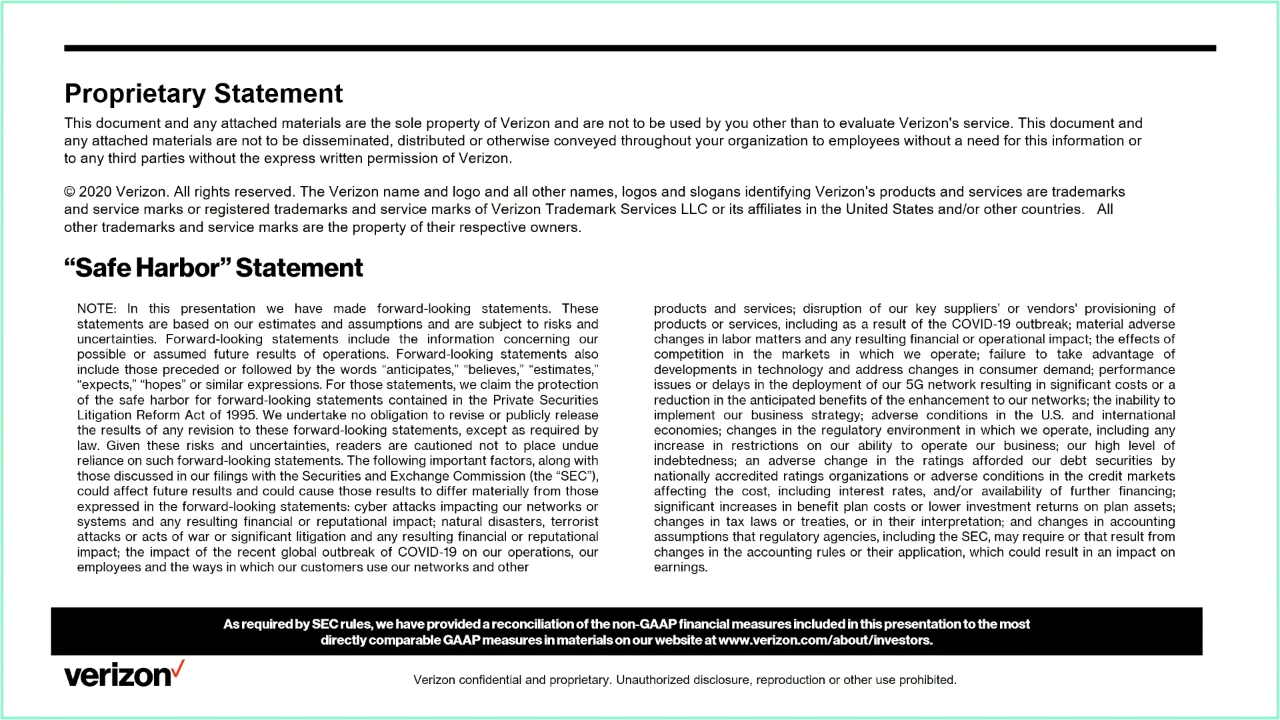 Proprietary Statement
This document and any attached materials are the sole property of Verizon and are not to be used by you other than to evaluate Verizon's service. This document and
any attached materials are not to be disseminated, distributed or otherwise conveyed throughout your organization to employees without a need for this information or
to any third parties without the express written permission of Verizon.
© 2020 Verizon. All rights reserved. The Verizon name and logo and all other names, logos and slogans identifying Verizon's products and services are trademarks
and service marks or registered trademarks and service marks of Verizon Trademark Services LLC or its affiliates in the United States and/or other countries. All
other trademarks and service marks are the property of their respective owners.
“Safe Harbor” Statement
NOTE: In this presentation we have made forward-looking statements. These
statements are based on our estimates and assumptions and are subject to risks and
uncertainties. Forward-looking statements include the information concerning our
possible or assumed future results of operations. Forward-looking statements also
include those preceded or followed by the words “anticipates,” “believes,” “estimates,”
“expects,” “hopes” or similar expressions. For those statements, we claim the protection
of the safe harbor for forward-looking statements contained in the Private Securities
Litigation Reform Act of 1995. We undertake no obligation to revise or publicly release
the results of any revision to these forward-looking statements, except as required by
law. Given these risks and uncertainties, readers are cautioned not to place undue
reliance on such forward-looking statements. The following important factors, along with
those discussed in our filings with the Securities and Exchange Commission (the “SEC”),
could affect future results and could cause those results to differ materially from those
expressed in the forward-looking statements: cyber attacks impacting our networks or
systems and any resulting financial or reputational impact; natural disasters, terrorist
attacks or acts of war or significant litigation and any resulting financial or reputational
impact; the impact of the recent global outbreak of COVID-19 on our operations, our
employees and the ways in which our customers use our networks and other
products and services; disruption of our key suppliers’ or vendors' provisioning of
products or services, including as a result of the COVID-19 outbreak; material adverse
changes in labor matters and any resulting financial or operational impact; the effects of
competition in the markets in which we operate; failure to take advantage of
developments in technology and address changes in consumer demand; performance
issues or delays in the deployment of our 5G network resulting in significant costs or a
reduction in the anticipated benefits of the enhancement to our networks; the inability to
implement our business strategy; adverse conditions in the U.S. and international
economies; changes in the regulatory environment in which we operate, including any
increase in restrictions on our ability to operate our business; our high level of
indebtedness; an adverse change in the ratings afforded our debt securities by
nationally accredited ratings organizations or adverse conditions in the credit markets
affecting the cost, including interest rates, and/or availability of further financing;
significant increases in benefit plan costs or lower investment returns on plan assets;
changes in tax laws or treaties, or in their interpretation; and changes in accounting
assumptions that regulatory agencies, including the SEC, may require or that result from
changes in the accounting rules or their application, which could result in an impact on
earnings.
As required by SEC rules, we have provided a reconciliation of the non-GAAP financial measures included in this presentation to the most
directly comparable GAAP measures in materials on our website at www.verizon.com/about/investors.
verizon
Verizon confidential and proprietary. Unauthorized disclosure, reproduction or other use prohibited.